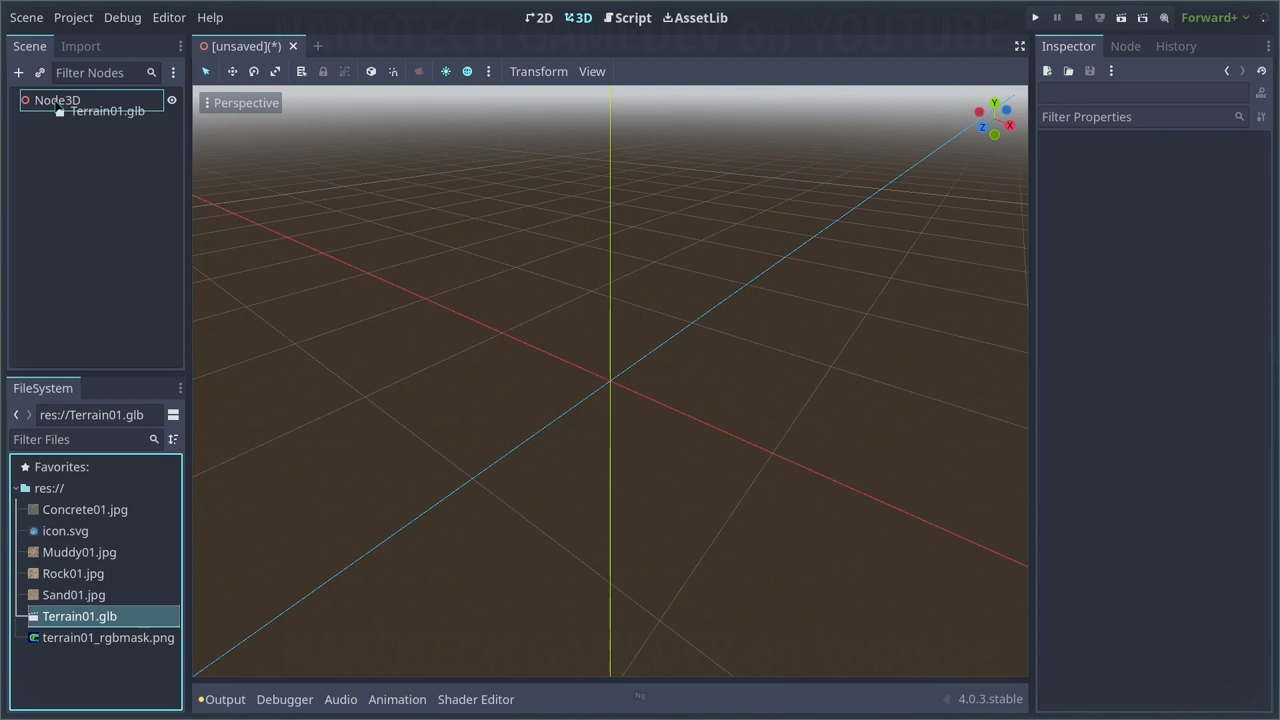 Scene Project Debug Editor Help
2D 3D Script AssetLib
Forward+
Scene Import
[unsaved](*)
Inspector Node History
Filter Nodes
Transform View
Node3D
Terrain01.glb
Perspective
Y
X
Z
Filter Properties
FileSystem
res://Terrain01.glb
Filter Files
Favorites:
res://
Concrete01.jpg
icon.svg
Muddy01.jpg
Rock01.jpg
Sand01.jpg
Terrain01.glb
terrain01_rgbmask.png
Output Debugger Audio Animation Shader Editor
4.0.3.stable